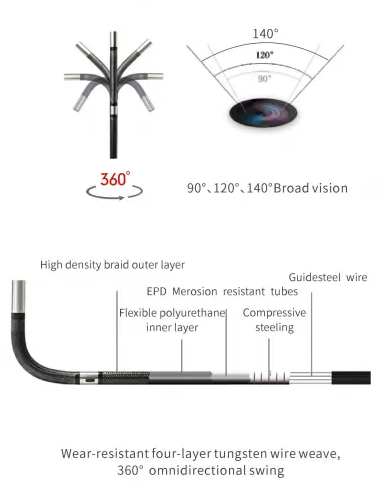 140°
120°
90°
360°
90°、120°、140°Broad vision
High density braid outer layer
Guidesteel wire
EPD Merosion resistant tubes
Flexible polyurethane
inner layer
Compressive
steeling
Wear-resistant four-layer tungsten wire weave,
360° omnidirectional swing